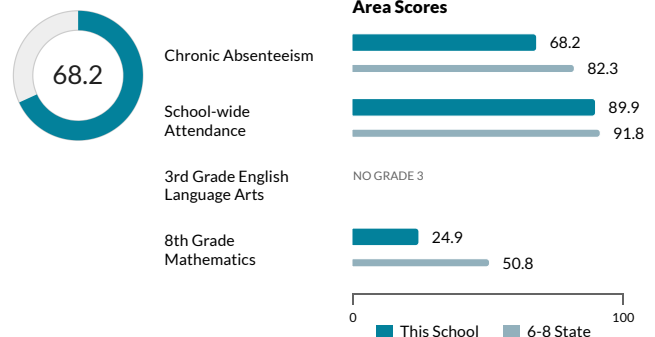 Area Scores
68.2
Chronic Absenteeism
68.2
82.3
School-wide
Attendance
89.9
91.8
3rd Grade English
Language Arts
NO GRADE 3
8th Grade
Mathematics
24.9
50.8
0
100
This School
6-8 State